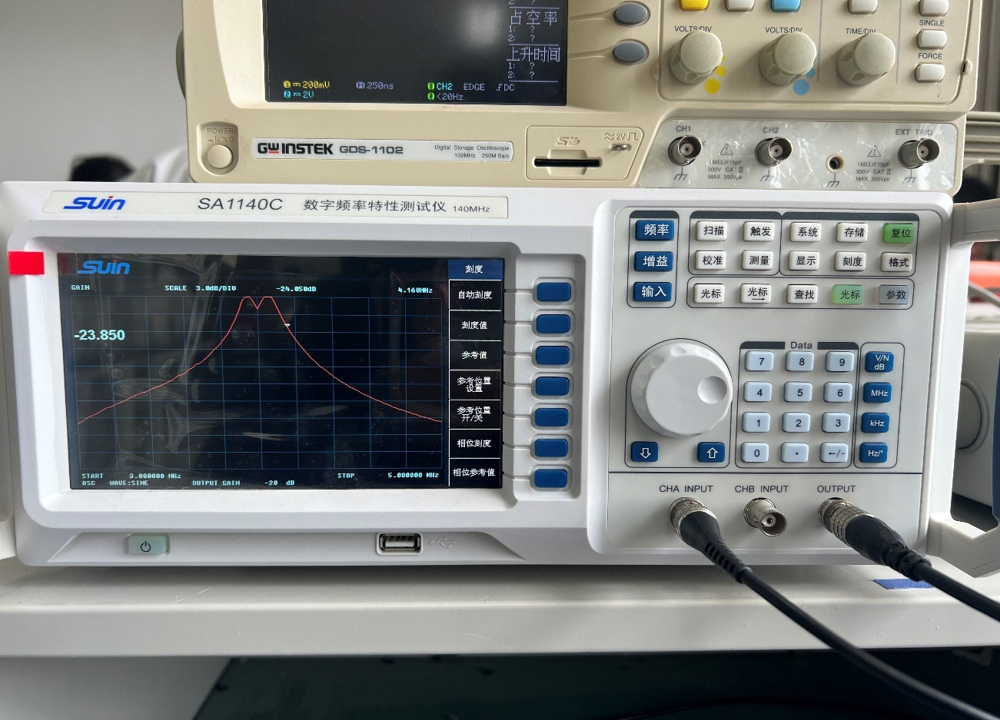 2: ?
占空率
1: ?
2: ?
上升时间
1: ?
2: ?
200mV
250ns
CH2 EDGE DC
2V
<20Hz
VOLTS/DIV
VOLTS/DIV
TIME/DIV
SINGLE
FORCE
POWER
GW INSTEK GDS-1102
Digital Storage Oscilloscope
100MHz 250M Sa/s
SD
≂2V
CH1
CH2
EXT TRIG
1MΩ//15pF
300V CAT II
MAX. 300Vpk
1MΩ//15pF
300V CAT II
MAX. 300Vpk
SUIN
SA1140C 数字频率特性测试仪 140MHz
SUIN
刻度
GAIN SCALE 3.0dB/DIV -24.050dB 4.160MHz
自动刻度
刻度值
-23.850
参考值
参考位置
设置
参考位置
开/关
相位刻度
相位参考值
START 3.000000 MHz STOP 5.000000 MHz
OSC WAVE:SINE OUTPUT GAIN -20 dB
频率 扫描 触发 系统 存储 复位
增益 校准 测量 显示 刻度 格式
输入 光标 光标 查找 光标 参数
Data
7 8 9 V/N
dB
4 5 6 MHz
1 2 3 kHz
0 . ←/- Hz/°
CHA INPUT CHB INPUT OUTPUT